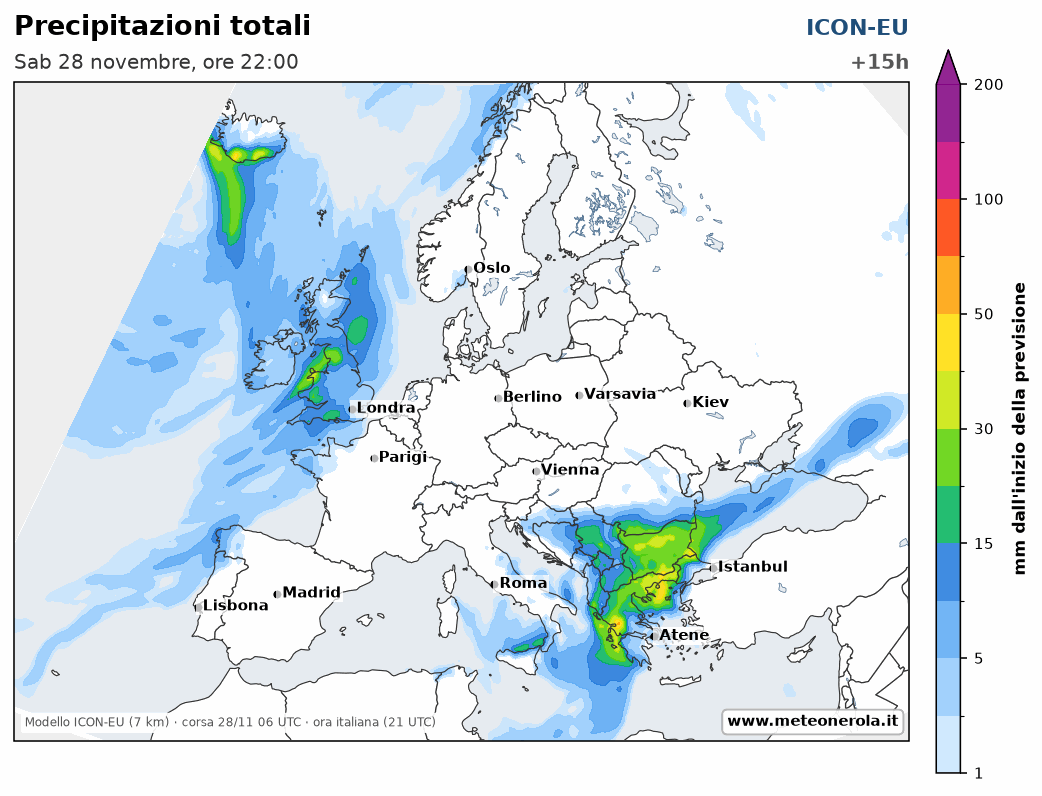 Precipitazioni totali
ICON-EU
Sab 28 novembre, ore 22:00
+15h
200
100
50
30
15
5
1
mm dall'inizio della previsione
Oslo
Berlino
Varsavia
Kiev
Londra
Parigi
Vienna
Istanbul
Roma
Madrid
Lisbona
Atene
Modello ICON-EU (7 km) · corsa 28/11 06 UTC · ora italiana (21 UTC)
www.meteonerola.it